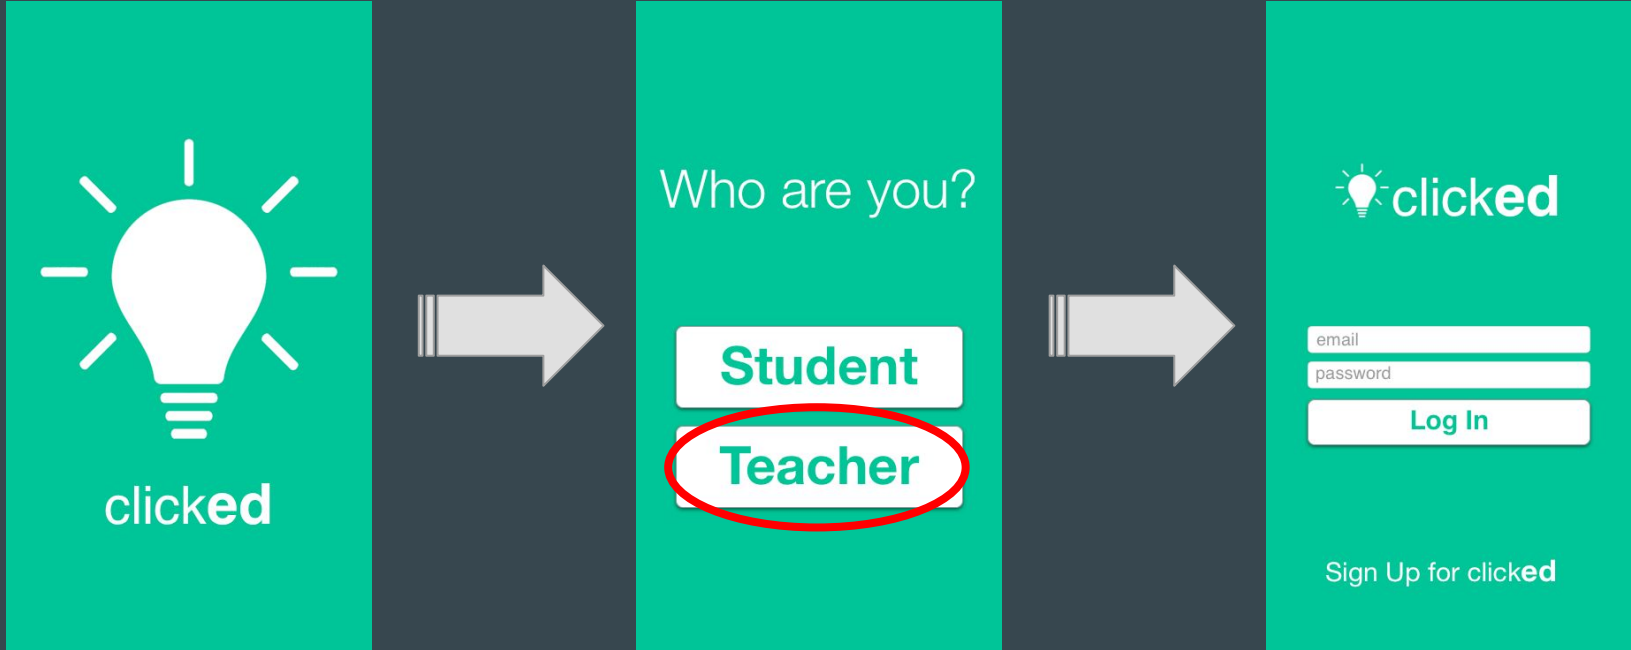 clicked
Who are you?
Student
Teacher
clicked
email
password
Log In
Sign Up for clicked